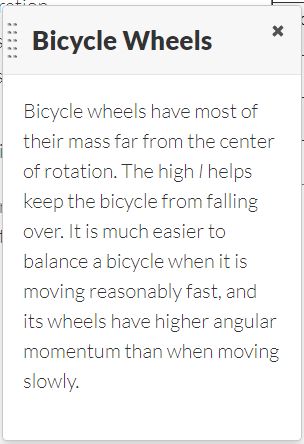 Bicycle Wheels
Bicycle wheels have most of
their mass far from the center
of rotation. The high I helps
keep the bicycle from falling
over. It is much easier to
balance a bicycle when it is
moving reasonably fast, and
its wheels have higher angular
momentum than when moving
slowly.